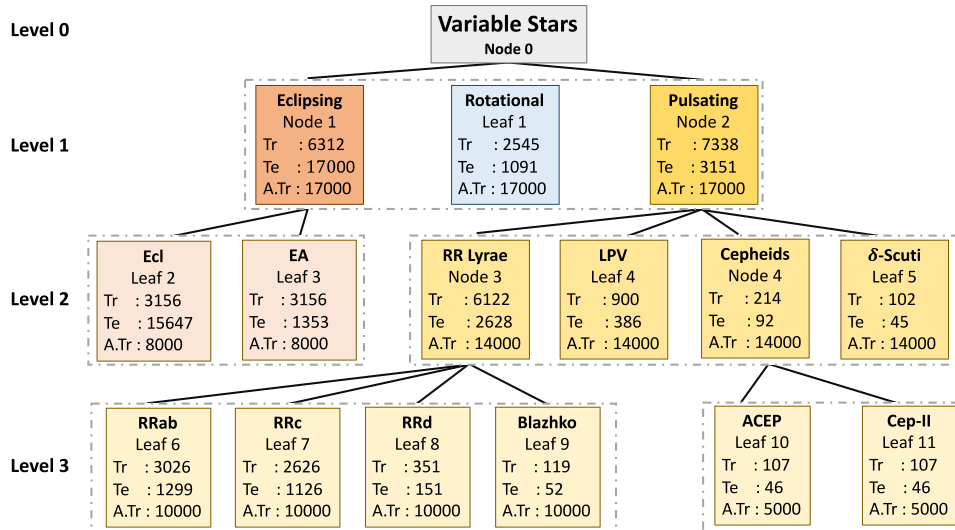 Level 0
Variable Stars
Node 0
Level 1
Eclipsing
Node 1
Tr : 6312
Te : 17000
A.Tr : 17000
Rotational
Leaf 1
Tr : 2545
Te : 1091
A.Tr : 17000
Pulsating
Node 2
Tr : 7338
Te : 3151
A.Tr : 17000
Level 2
Ecl
Leaf 2
Tr : 3156
Te : 15647
A.Tr : 8000
EA
Leaf 3
Tr : 3156
Te : 1353
A.Tr : 8000
RR Lyrae
Node 3
Tr : 6122
Te : 2628
A.Tr : 14000
LPV
Leaf 4
Tr : 900
Te : 386
A.Tr : 14000
Cepheids
Node 4
Tr : 214
Te : 92
A.Tr : 14000
δ-Scuti
Leaf 5
Tr : 102
Te : 45
A.Tr : 14000
Level 3
RRab
Leaf 6
Tr : 3026
Te : 1299
A.Tr : 10000
RRc
Leaf 7
Tr : 2626
Te : 1126
A.Tr : 10000
RRd
Leaf 8
Tr : 351
Te : 151
A.Tr : 10000
Blazhko
Leaf 9
Tr : 119
Te : 52
A.Tr : 10000
ACEP
Leaf 10
Tr : 107
Te : 46
A.Tr : 5000
Cep-II
Leaf 11
Tr : 107
Te : 46
A.Tr : 5000